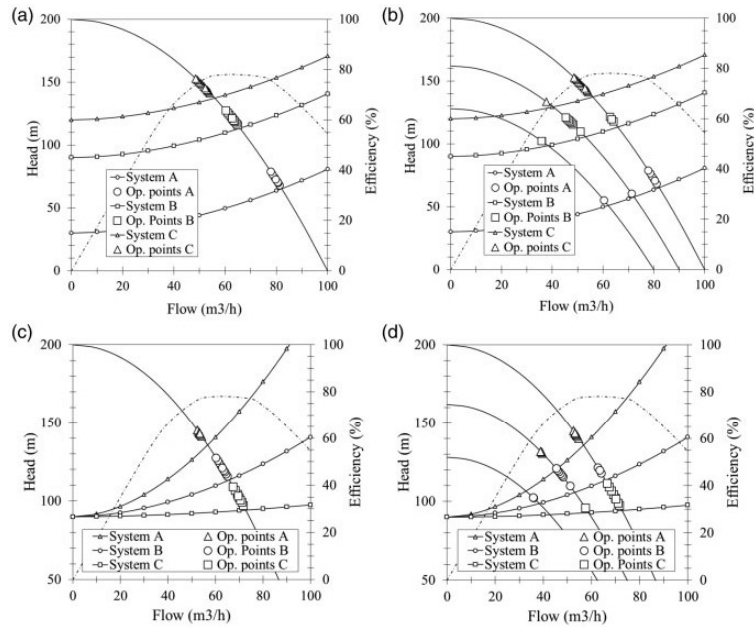 (a)
200
150
100
50
0
Head (m)
100
80
60
40
20
0
Efficiency (%)
System A
Op. points A
System B
Op. Points B
System C
Op. points C
0 20 40 60 80 100
Flow (m3/h)
(b)
200
150
100
50
0
Head (m)
100
80
60
40
20
0
Efficiency (%)
System A
Op. points A
System B
Op. Points B
System C
Op. points C
0 20 40 60 80 100
Flow (m3/h)
(c)
200
150
100
50
Head (m)
100
80
60
40
20
0
Efficiency (%)
System A Op. points A
System B Op. Points B
System C Op. points C
0 20 40 60 80 100
Flow (m3/h)
(d)
200
150
100
50
Head (m)
100
80
60
40
20
0
Efficiency (%)
System A Op. points A
System B Op. Points B
System C Op. points C
0 20 40 60 80 100
Flow (m3/h)